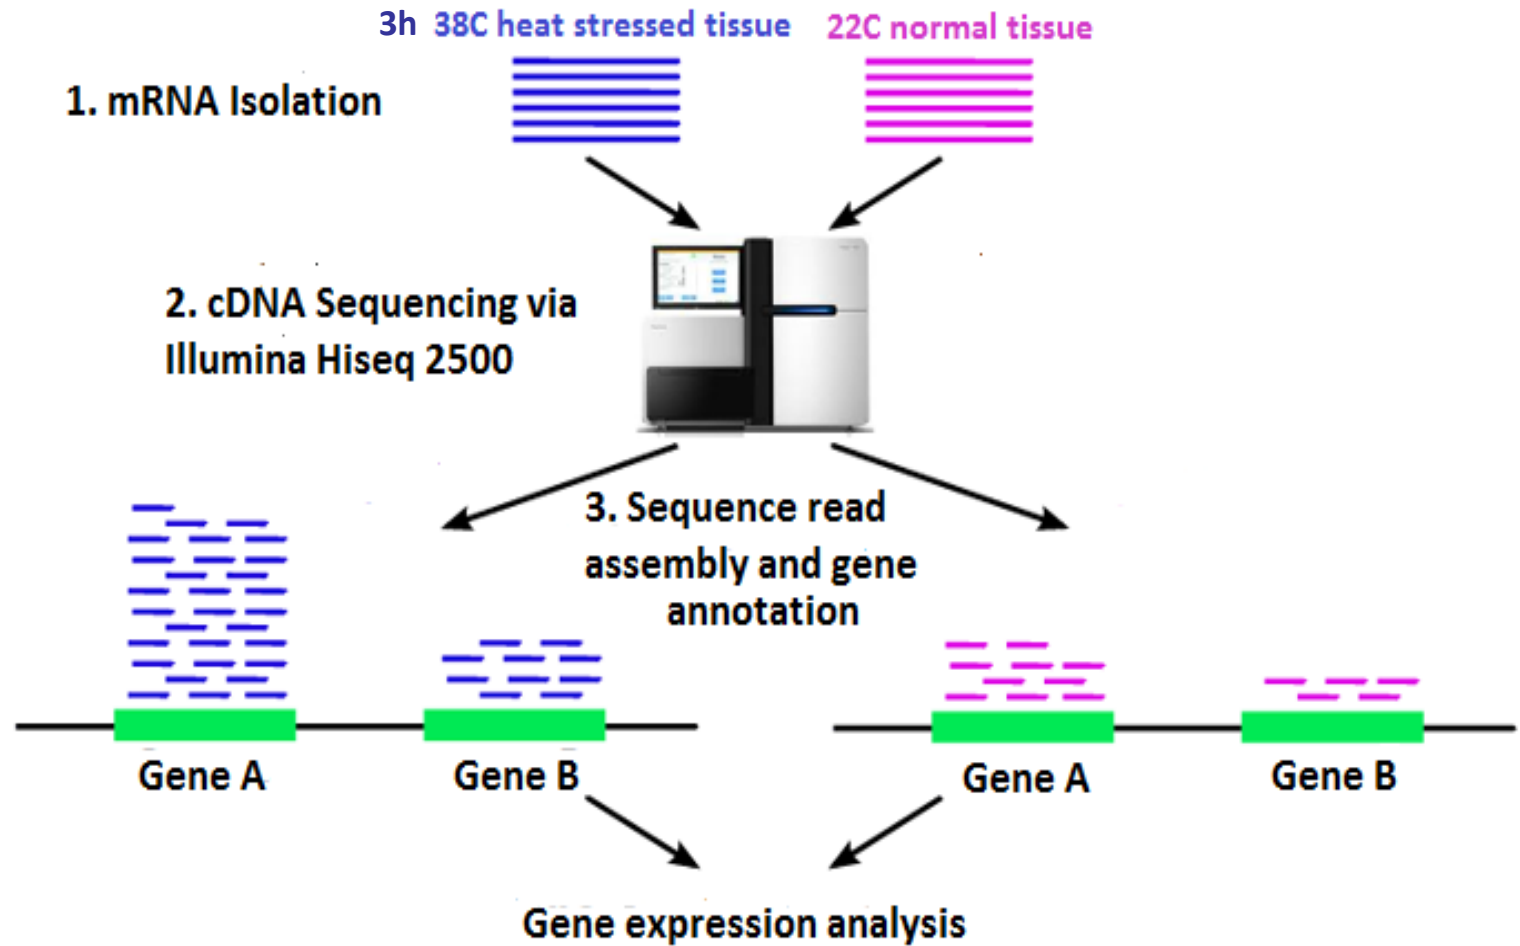 3h 38C heat stressed tissue
22C normal tissue
1. mRNA Isolation
2. cDNA Sequencing via
Illumina Hiseq 2500
3. Sequence read
assembly and gene
annotation
Gene A
Gene B
Gene A
Gene B
Gene expression analysis